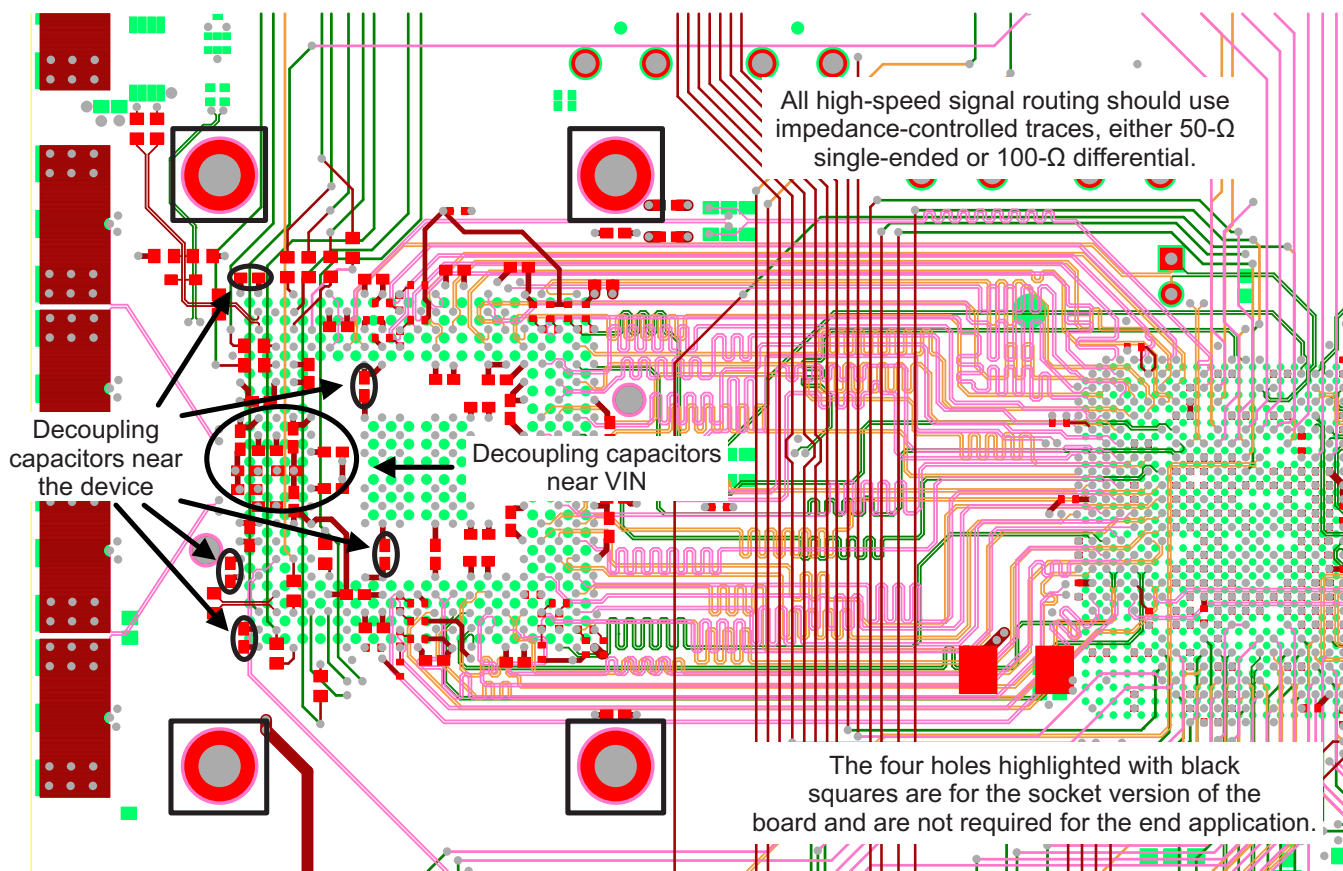 All high-speed signal routing should use
impedance-controlled traces, either 50-Ω
single-ended or 100-Ω differential.
Decoupling
capacitors near
the device
Decoupling capacitors
near VIN
The four holes highlighted with black
squares are for the socket version of the
board and are not required for the end application.